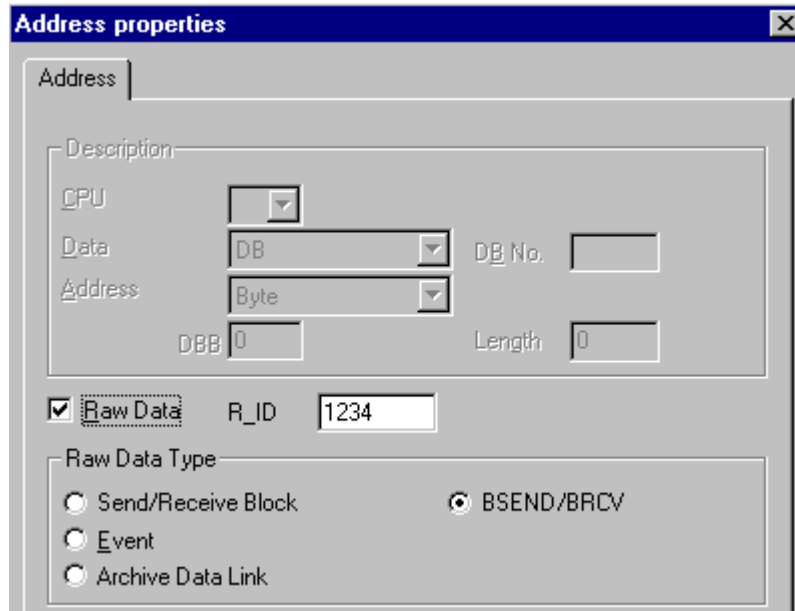 Address properties
Address
Description
CPU
Data DB DB No.
Address Byte
DBB 0 Length 0
Raw Data R_ID 1234
Raw Data Type
Send/Receive Block BSEND/BRCV
Event
Archive Data Link